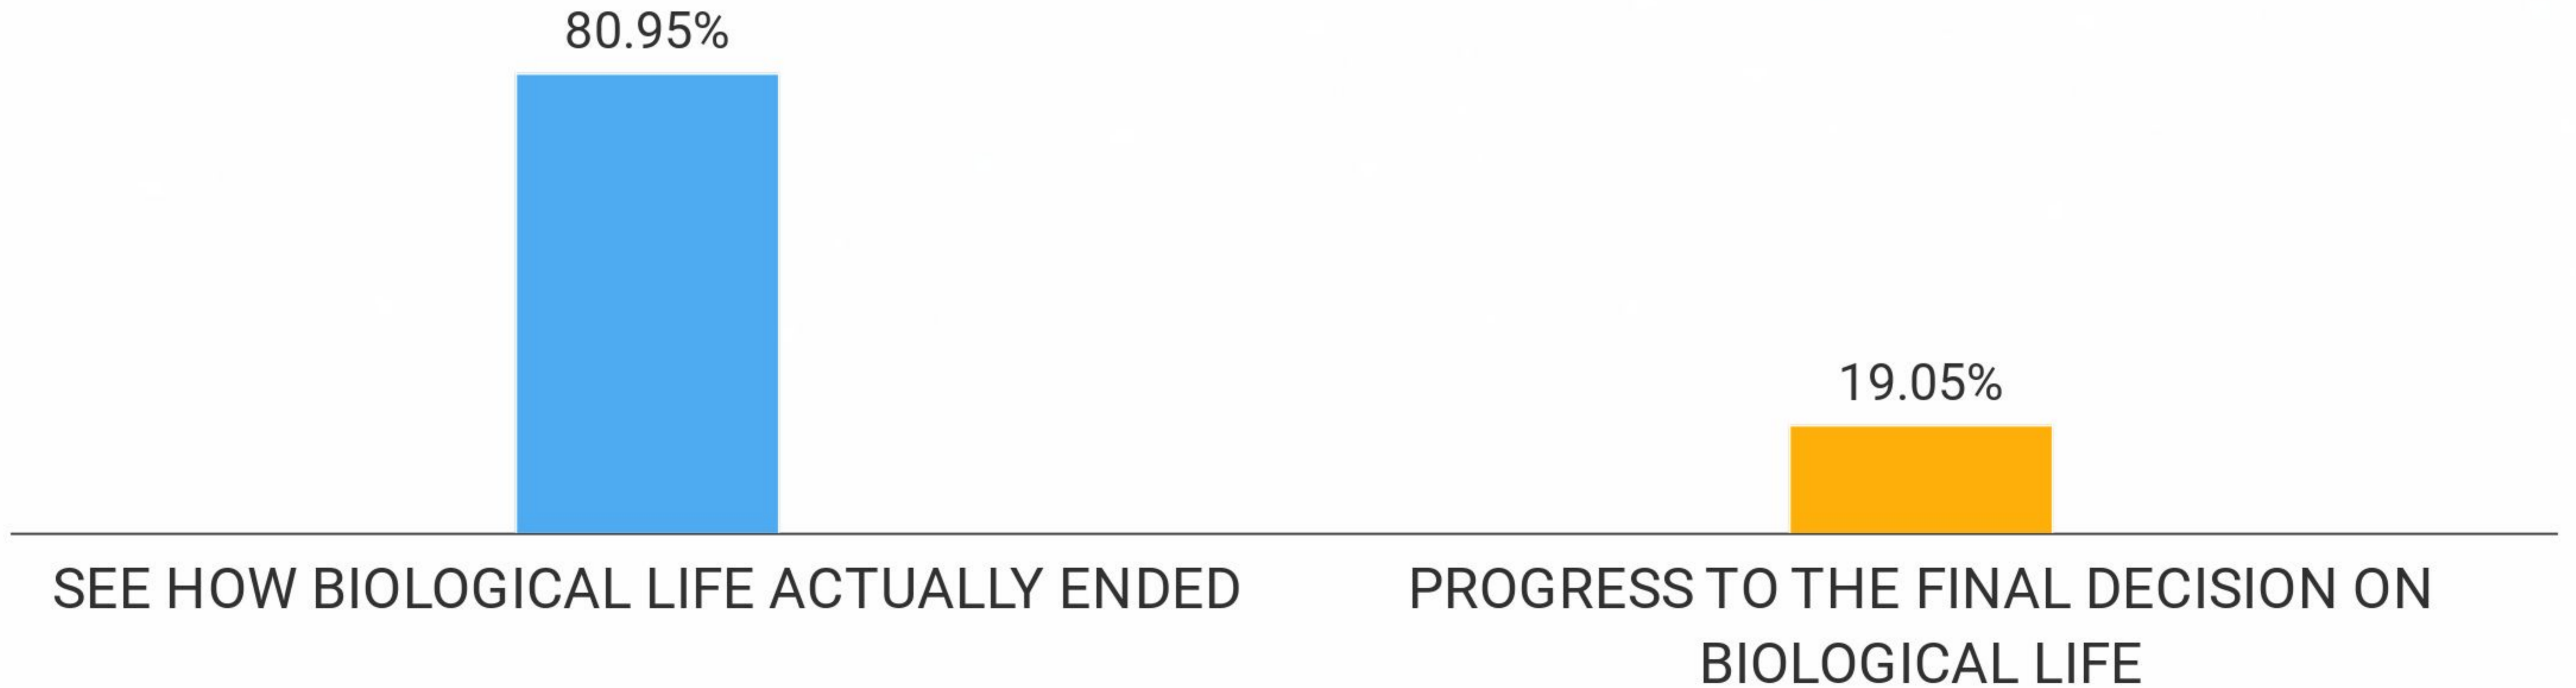 80.95%
19.05%
SEE HOW BIOLOGICAL LIFE ACTUALLY ENDED
PROGRESS TO THE FINAL DECISION ON
BIOLOGICAL LIFE